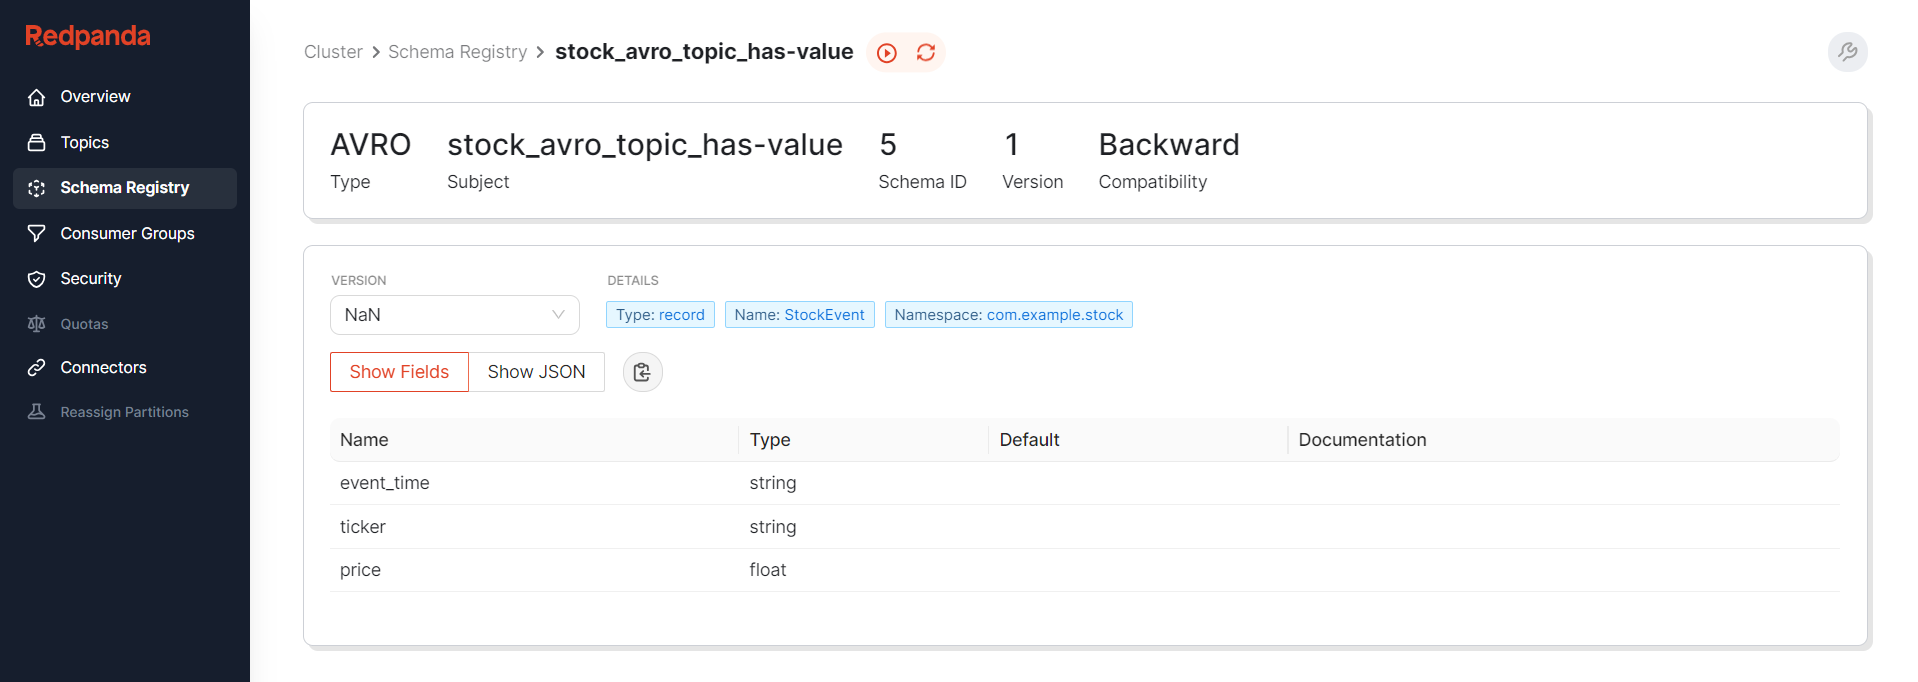 Redpanda
Overview
Topics
Schema Registry
Consumer Groups
Security
Quotas
Connectors
Reassign Partitions
Cluster > Schema Registry > stock_avro_topic_has-value
AVRO stock_avro_topic_has-value 5 1 Backward
Type Subject Schema ID Version Compatibility
VERSION DETAILS
NaN Type: record Name: StockEvent Namespace: com.example.stock
Show Fields Show JSON
Name Type Default Documentation
event_time string
ticker string
price float